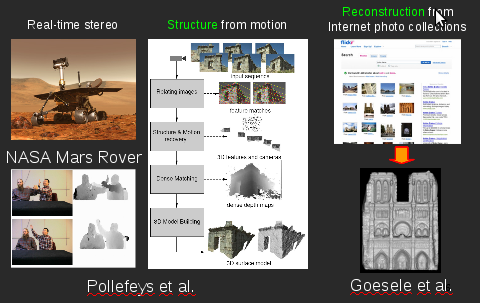 Real-time stereo
Structure from motion
Reconstruction from
Internet photo collections
NASA Mars Rover
input sequence
Relating images
feature matches
Structure & Motion
recovery
3D features and cameras
Dense Matching
dense depth maps
3D Model Building
3D surface model
flickr
Search
Pollefeys et al.
Goesele et al.